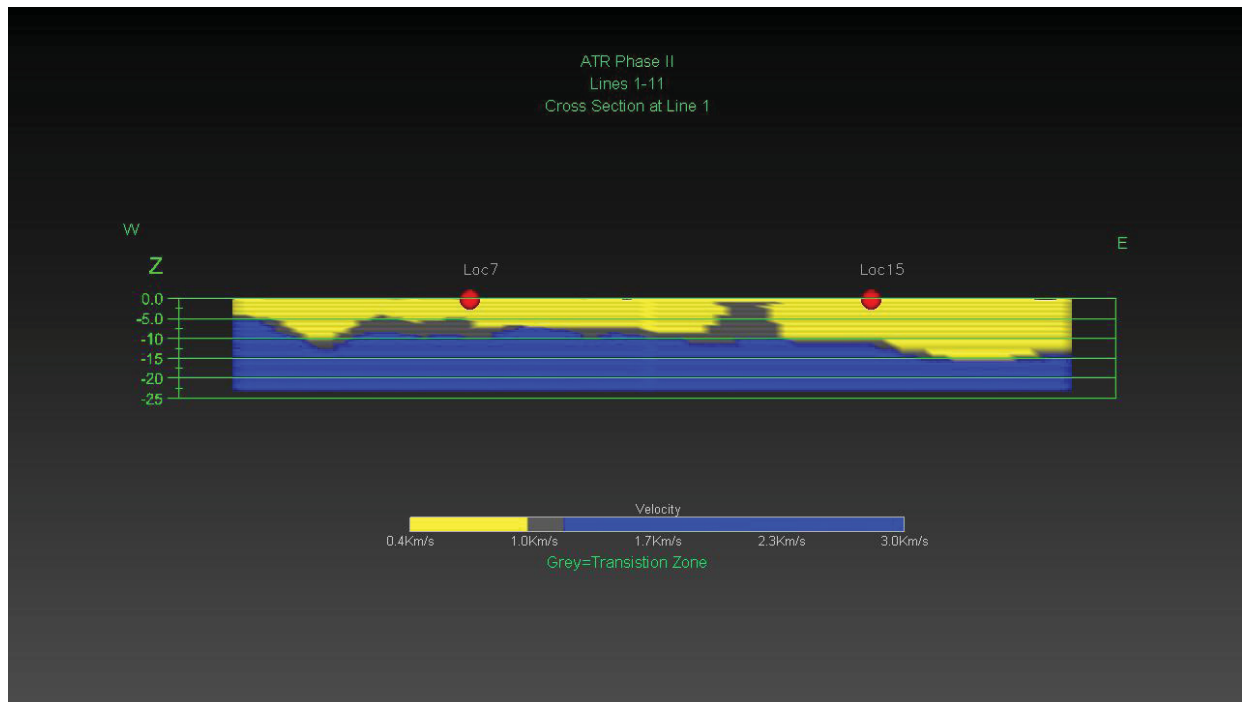 ATR Phase II
Lines 1-11
Cross Section at Line 1
W
E
Z
Loc7
Loc15
0.0
-5.0
-10
-15
-20
-25
Velocity
0.4Km/s 1.0Km/s 1.7Km/s 2.3Km/s 3.0Km/s
Grey=Transistion Zone